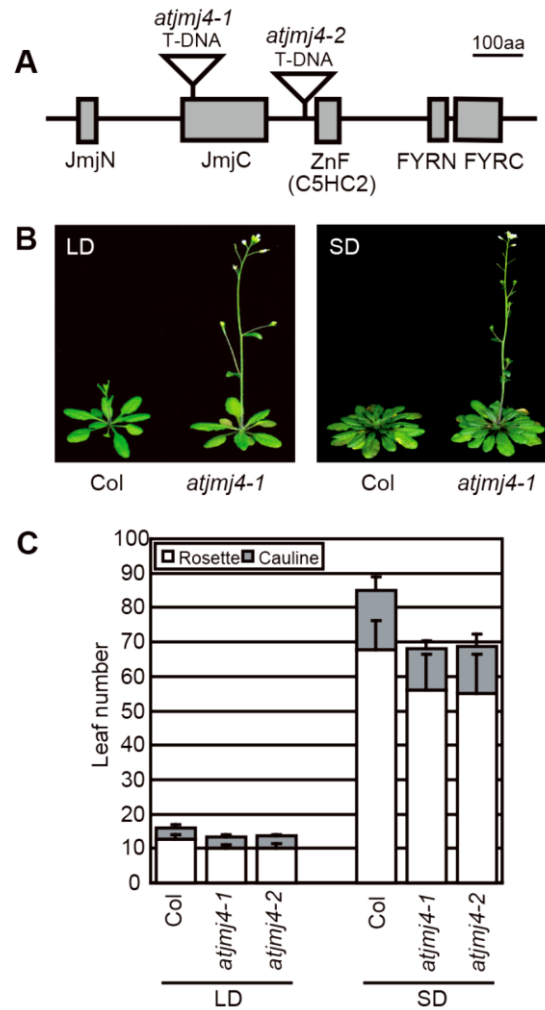 A
atjmj4-1
T-DNA
atjmj4-2
T-DNA
100aa
JmjN
JmjC
ZnF
(C5HC2)
FYRN
FYRC
B
LD
SD
Col
atjmj4-1
Col
atjmj4-1
C
Rosette
Cauline
Leaf number
100
90
80
70
60
50
40
30
20
10
0
Col
atjmj4-1
atjmj4-2
Col
atjmj4-1
atjmj4-2
LD
SD